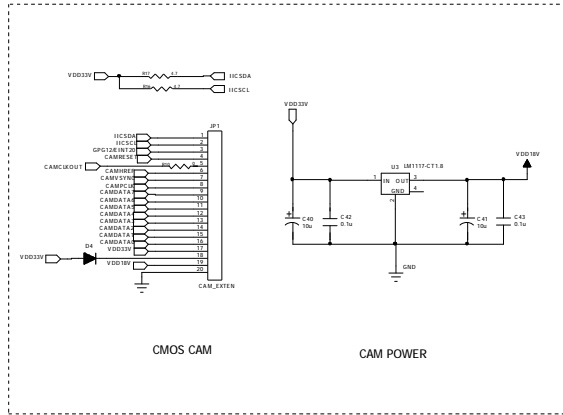 VDD33V
R17 4.7
IICSDA
4.7
IICSCL
JP1
IICSDA 1
IICSCL 2
GPG12/EINT20 3
CAMRESET 4
CAMCLKOUT 5
CAMHREF 6
CAMVSYNC 7
CAMPCLK 8
CAMDATA7 9
CAMDATA6 10
CAMDATA5 11
CAMDATA4 12
CAMDATA3 13
CAMDATA2 14
CAMDATA1 15
CAMDATA0 16
VDD33V 17
D4
VDD33V 18
VDD18V 19
20
CAM_EXTEN
CMOS CAM
VDD33V
U3 LM1117-CT1.8
VDD18V
1 IN OUT 3
GND 4
2
C40
10u
C42
0.1u
C41
10u
C43
0.1u
GND
CAM POWER